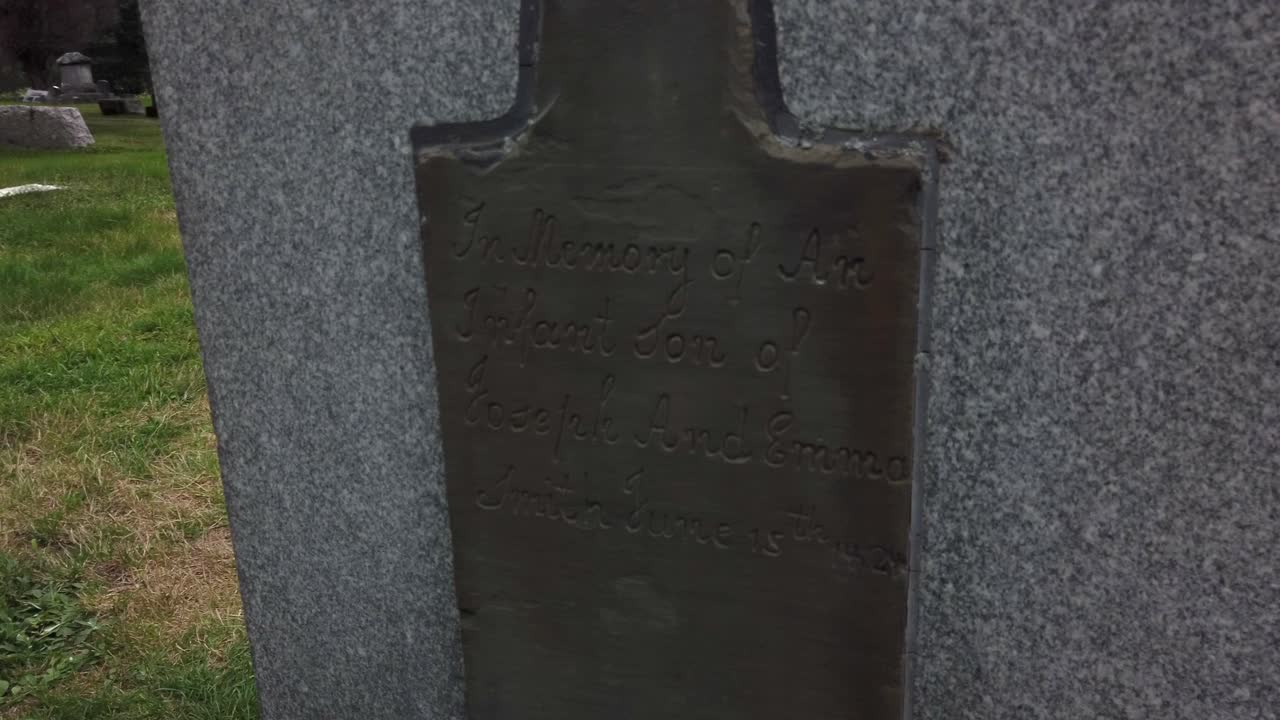 In Memory of An
Infant Son of
Joseph And Emma
Smith June 15th